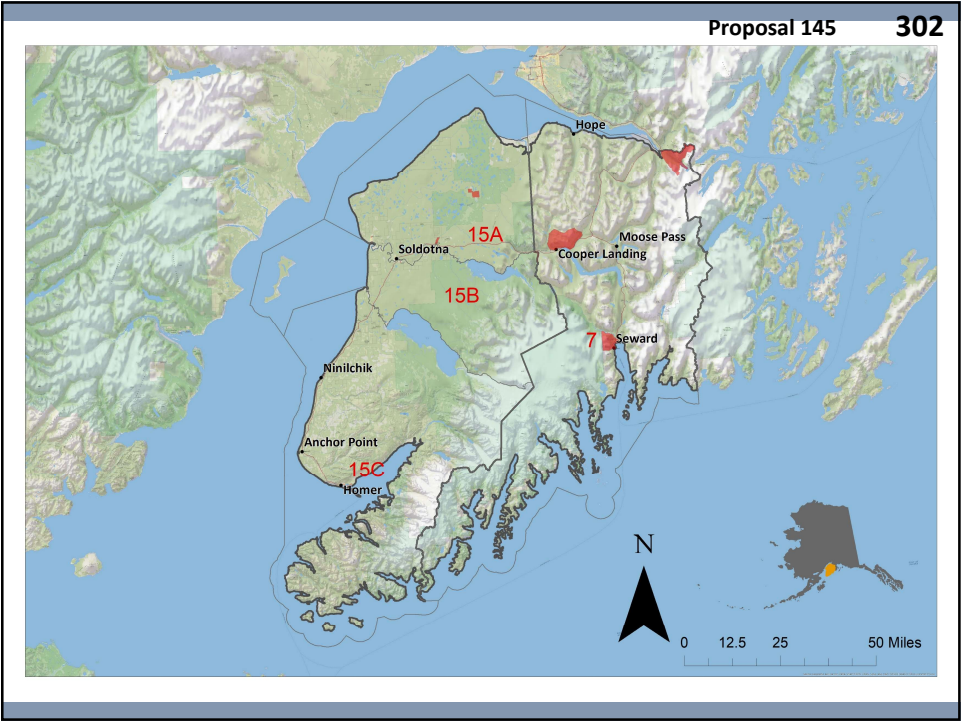 Proposal 145 302
Hope
15A
Moose Pass
Soldotna
Cooper Landing
15B
7 Seward
Ninilchik
Anchor Point
15C
Homer
N
0 12.5 25 50 Miles